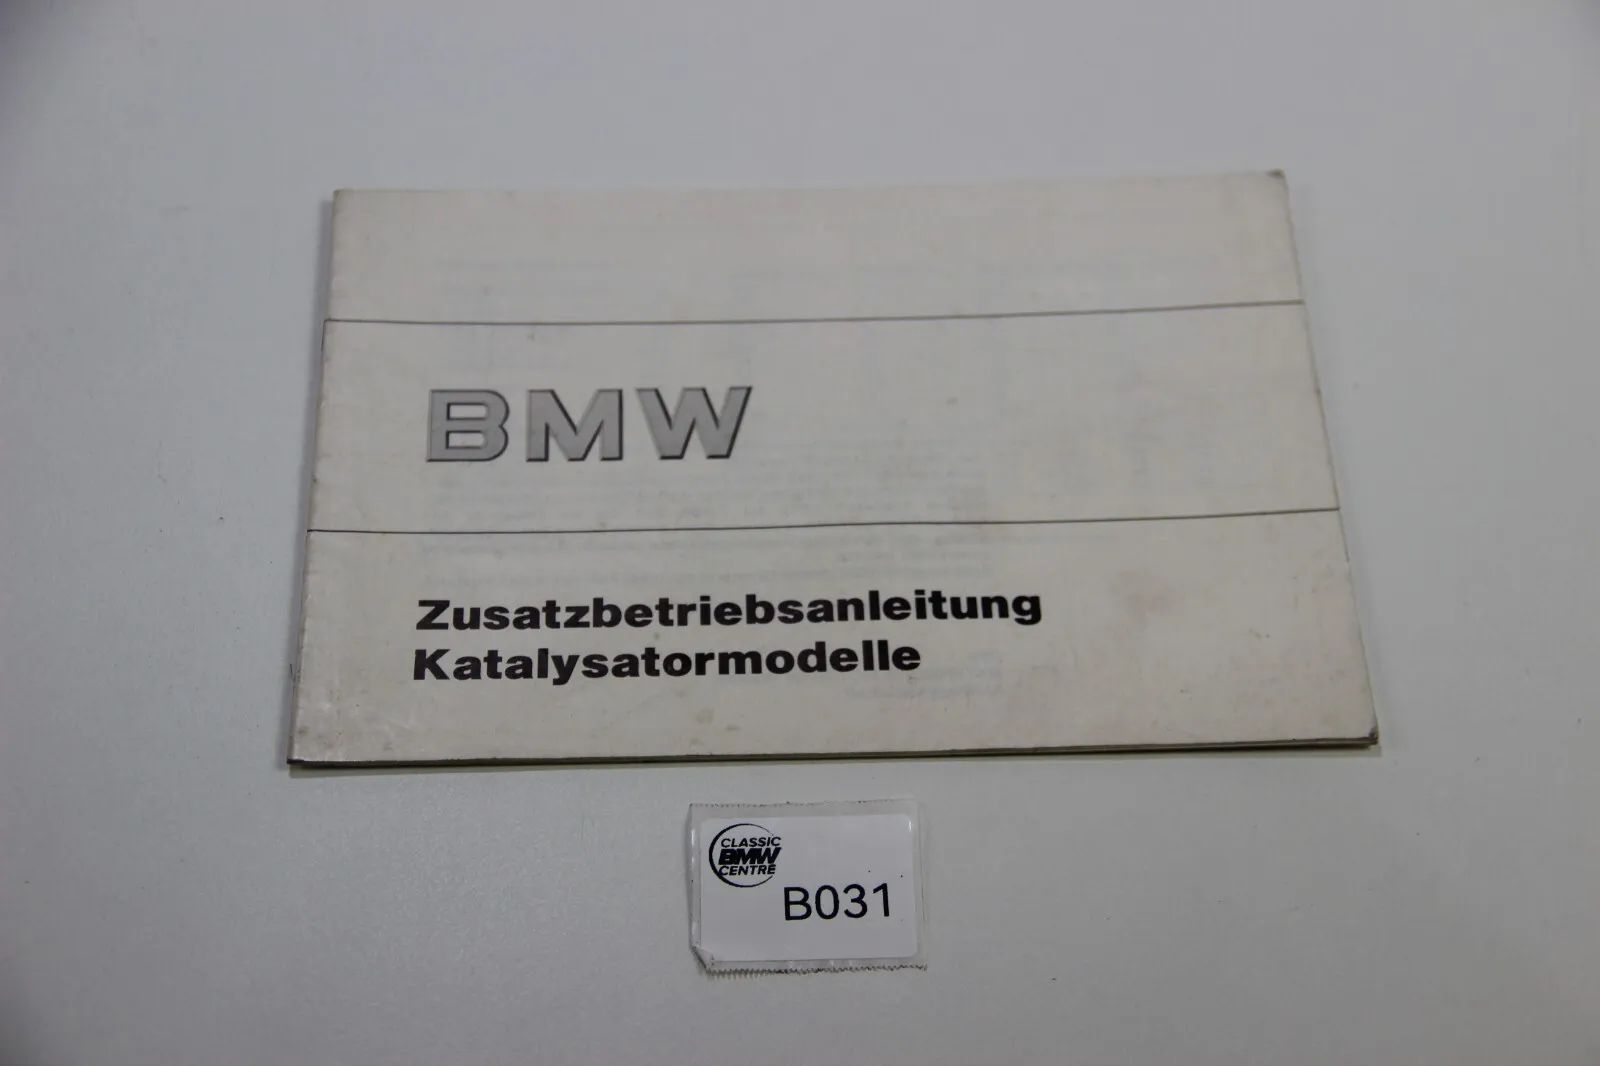 BMW
Zusatzbetriebsanleitung
Katalysatormodelle
CLASSIC
BMW
CENTRE
B031